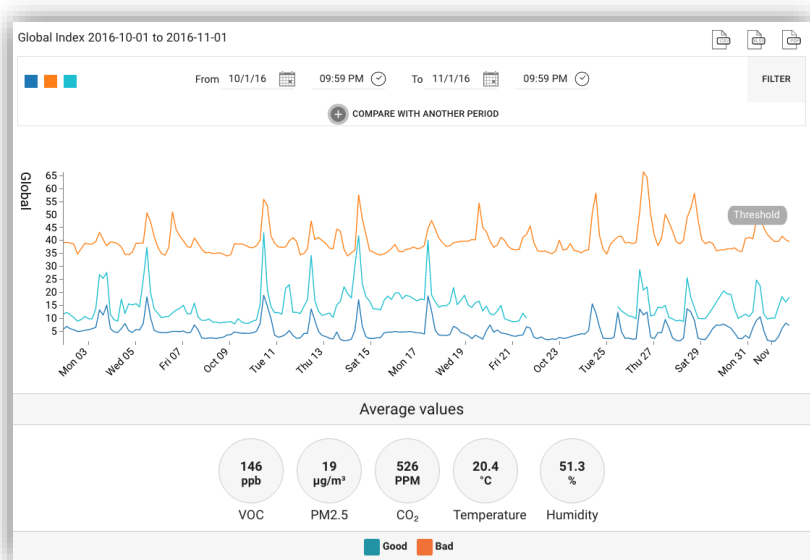 Global Index 2016-10-01 to 2016-11-01
From 10/1/16 09:59 PM To 11/1/16 09:59 PM FILTER
COMPARE WITH ANOTHER PERIOD
Global
65
60
55
50
45
40
35
30
25
20
15
10
5
Threshold
Mon 03 Wed 05 Fri 07 Oct 09 Tue 11 Thu 13 Sat 15 Mon 17 Wed 19 Fri 21 Oct 23 Tue 25 Thu 27 Sat 29 Mon 31 Nov
Average values
146 19 526 20.4 51.3
ppb µg/m³ PPM °C %
VOC PM2.5 CO₂ Temperature Humidity
Good Bad